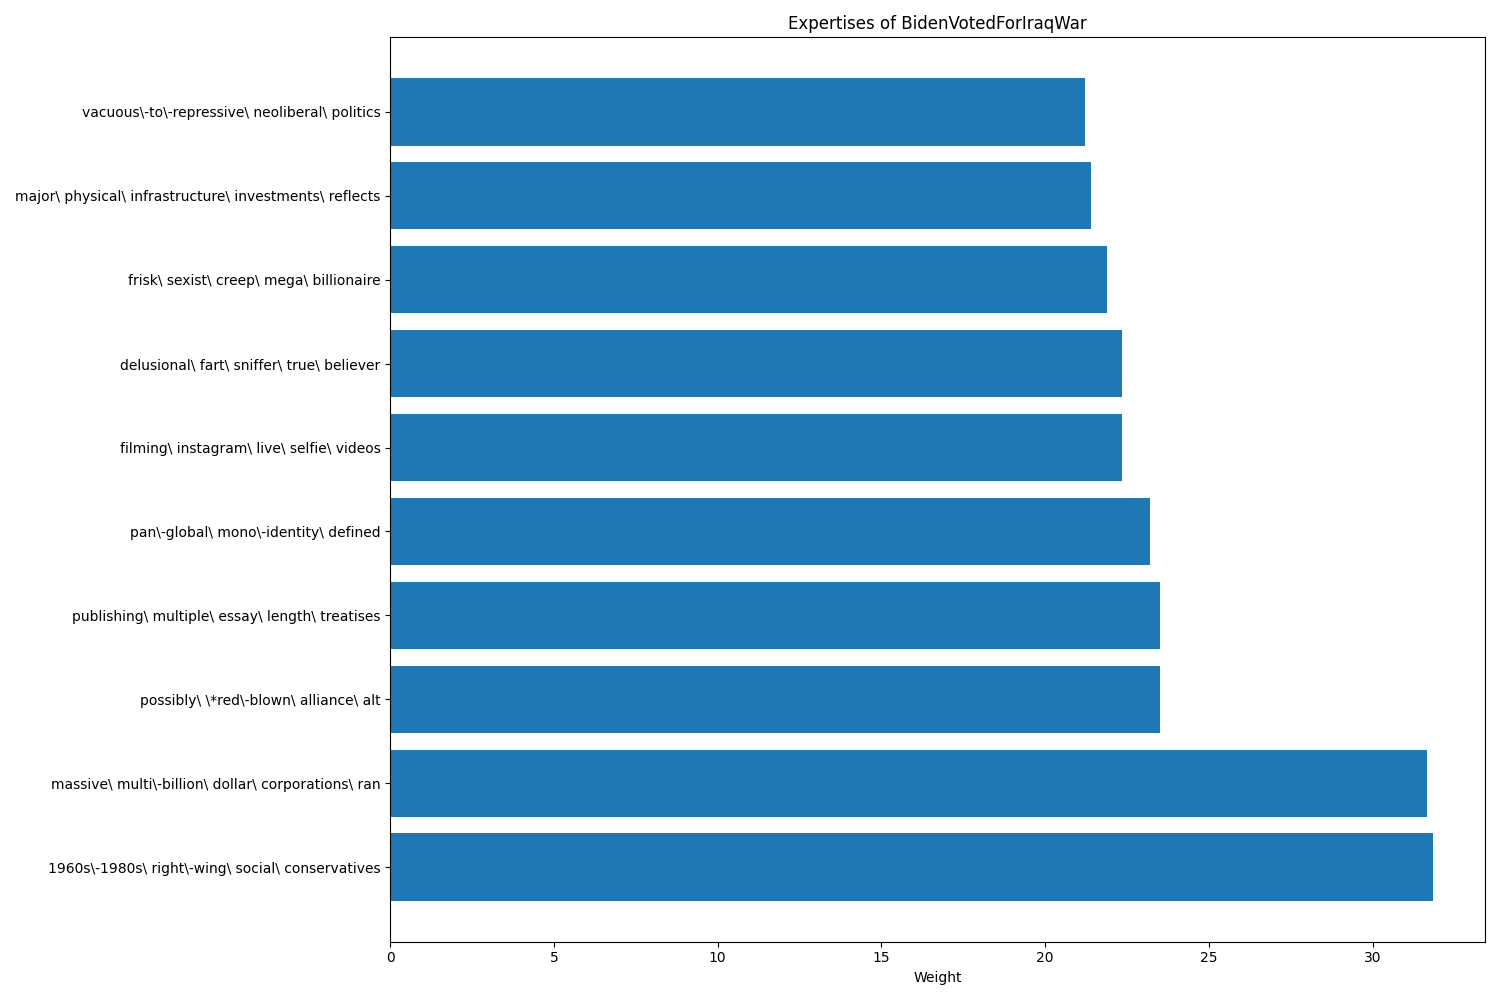 Expertises of BidenVotedForIraqWar
vacuous\-to\-repressive\ neoliberal\ politics
major\ physical\ infrastructure\ investments\ reflects
frisk\ sexist\ creep\ mega\ billionaire
delusional\ fart\ sniffer\ true\ believer
filming\ instagram\ live\ selfie\ videos
pan\-global\ mono\-identity\ defined
publishing\ multiple\ essay\ length\ treatises
possibly\ \*red\-blown\ alliance\ alt
massive\ multi\-billion\ dollar\ corporations\ ran
1960s\-1980s\ right\-wing\ social\ conservatives
0 5 10 15 20 25 30
Weight